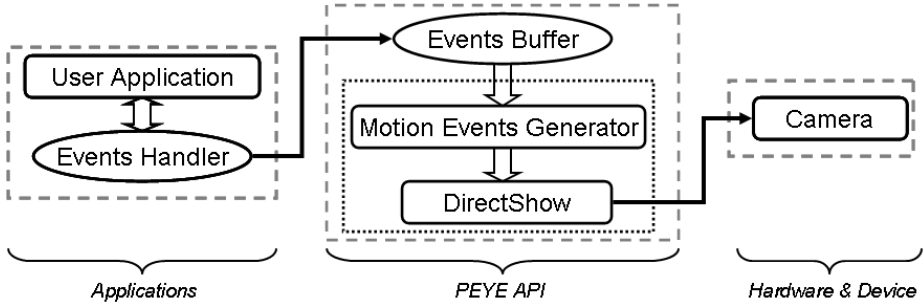 User Application
Events Handler
Applications
Events Buffer
Motion Events Generator
DirectShow
PEYE API
Camera
Hardware & Device